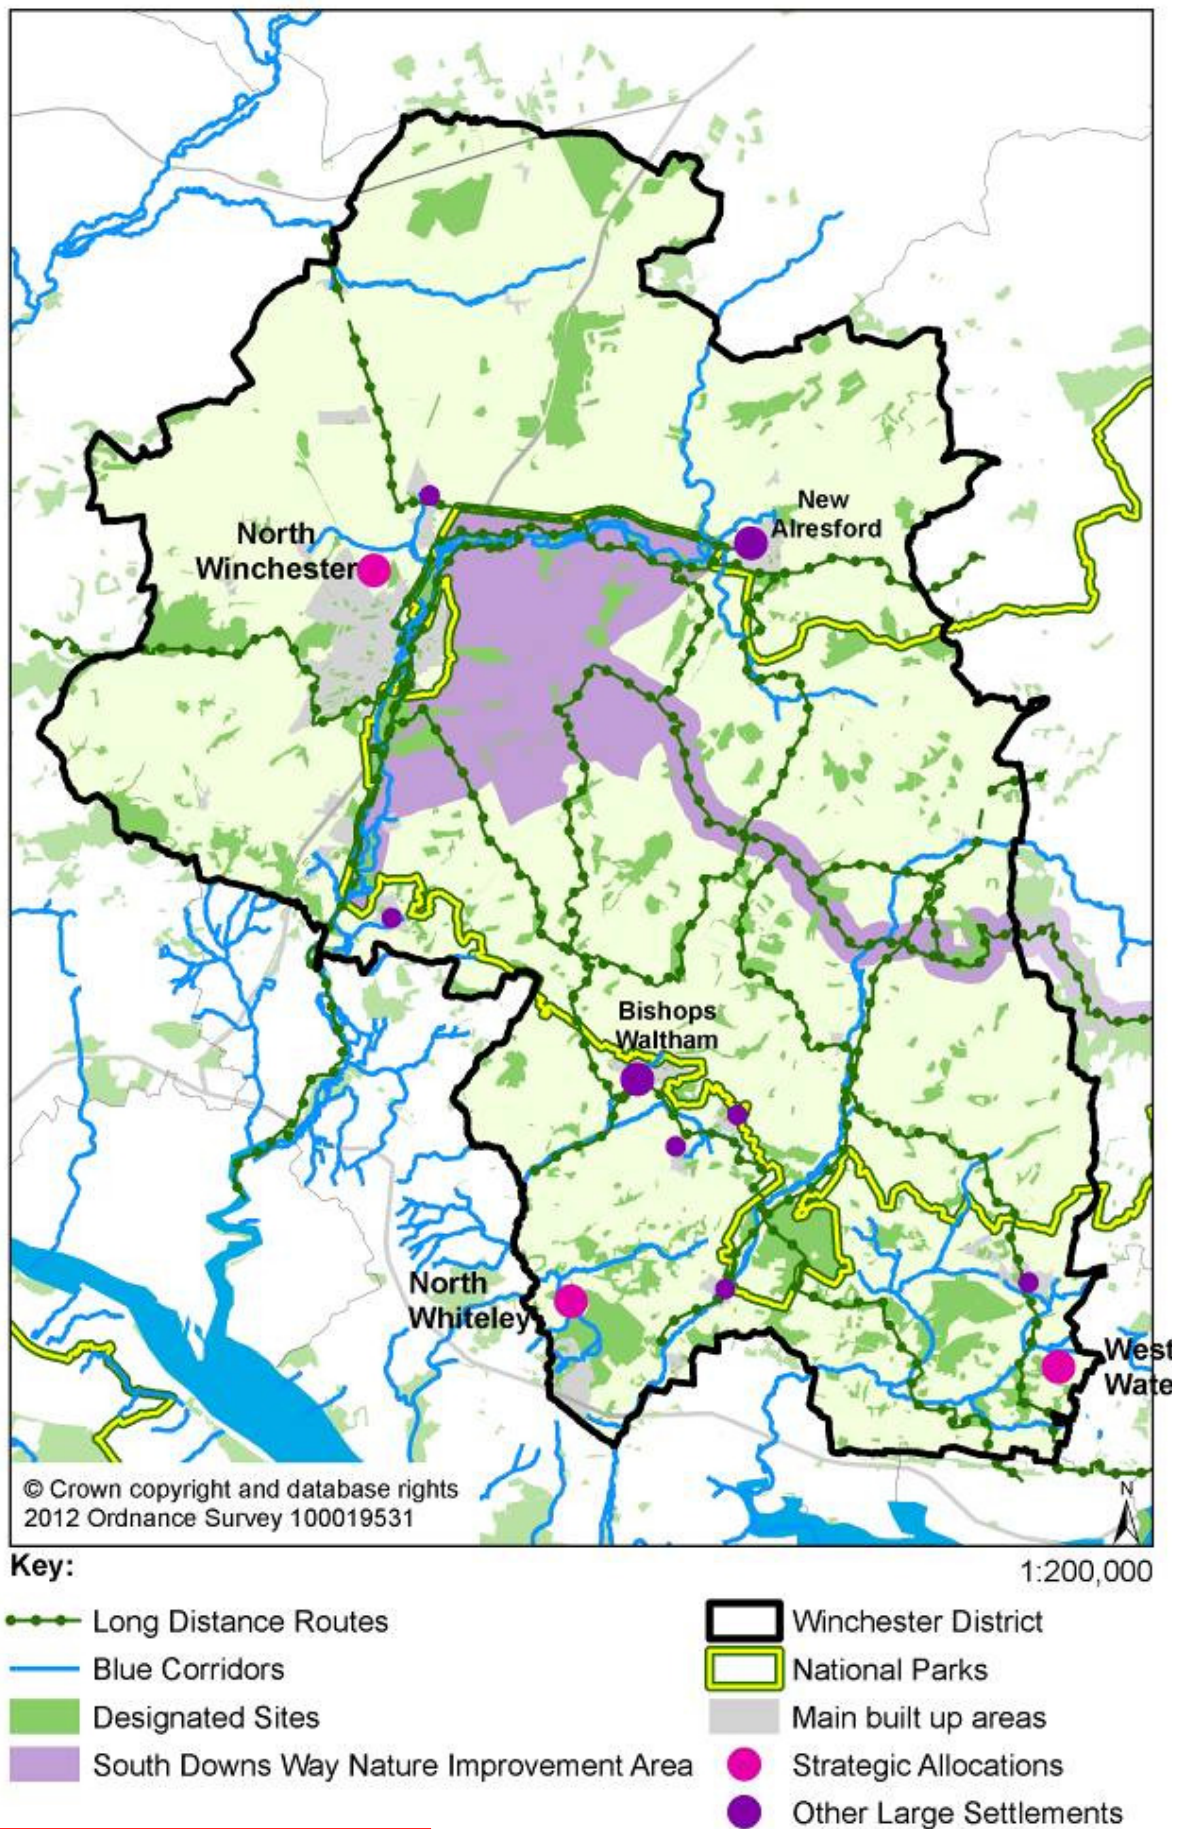 New
Alresford
North
Winchester
Bishops
Waltham
North
Whiteley
West
Wate
© Crown copyright and database rights
2012 Ordnance Survey 100019531
N
Key:
1:200,000
Long Distance Routes
Blue Corridors
Designated Sites
South Downs Way Nature Improvement Area
Winchester District
National Parks
Main built up areas
Strategic Allocations
Other Large Settlements